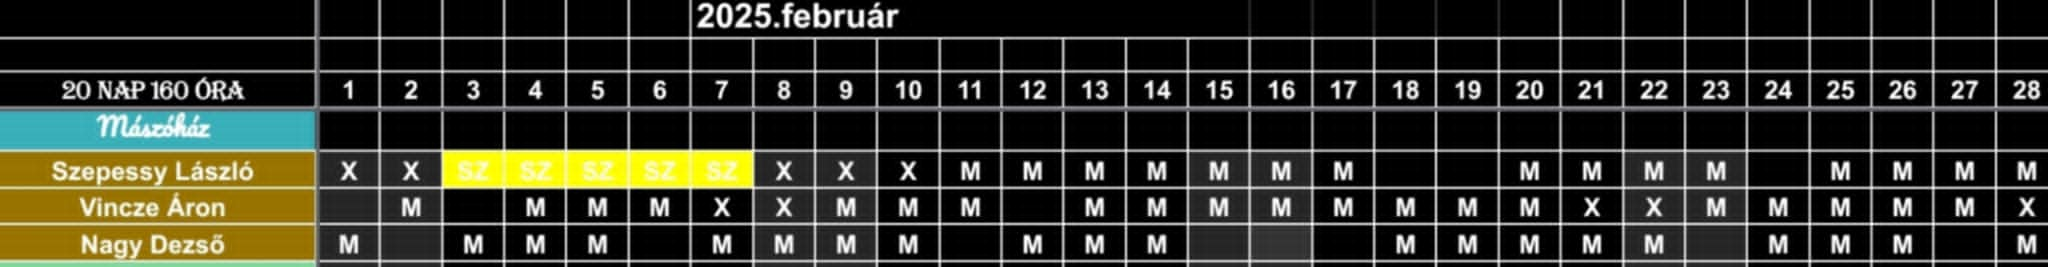 2025.február
20 NAP 160 ÓRA 1 2 3 4 5 6 7 8 9 10 11 12 13 14 15 16 17 18 19 20 21 22 23 24 25 26 27 28
Mászóház
Szepessy László X X SZ SZ SZ SZ SZ X X X M M M M M M M M M M M M M M
Vincze Áron M M M M X X M M M M M M M M M M M X X M M M M M X
Nagy Dezső M M M M M M M M M M M M M M M M M M M M